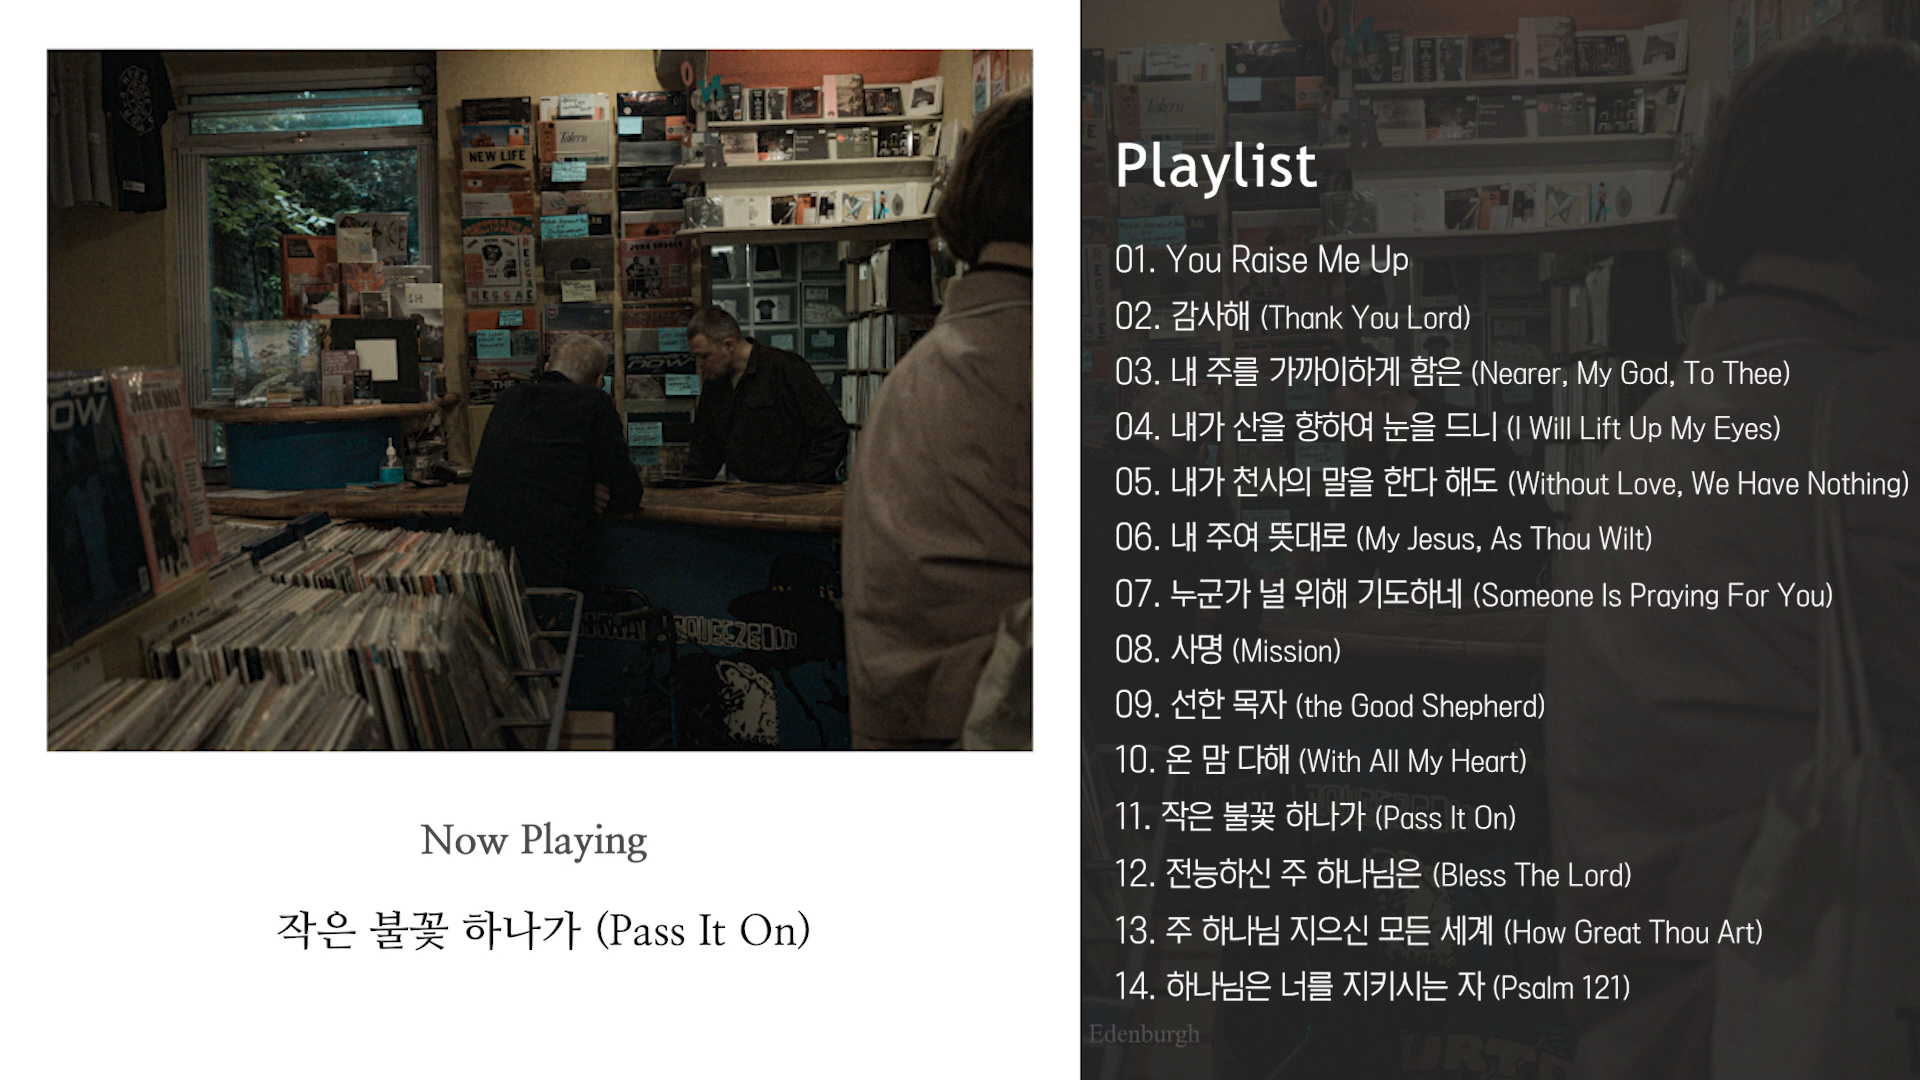 NEW LIFE
Takeru
REGGAE
NOW
THE
OW
SQUEEZE
Now Playing
작은 불꽃 하나가 (Pass It On)
Playlist
01. You Raise Me Up
02. 감사해 (Thank You Lord)
03. 내 주를 가까이하게 함은 (Nearer, My God, To Thee)
04. 내가 산을 향하여 눈을 드니 (I Will Lift Up My Eyes)
05. 내가 천사의 말을 한다 해도 (Without Love, We Have Nothing)
06. 내 주여 뜻대로 (My Jesus, As Thou Wilt)
07. 누군가 널 위해 기도하네 (Someone Is Praying For You)
08. 사명 (Mission)
09. 선한 목자 (the Good Shepherd)
10. 온 맘 다해 (With All My Heart)
11. 작은 불꽃 하나가 (Pass It On)
12. 전능하신 주 하나님은 (Bless The Lord)
13. 주 하나님 지으신 모든 세계 (How Great Thou Art)
14. 하나님은 너를 지키시는 자 (Psalm 121)
Edenburgh